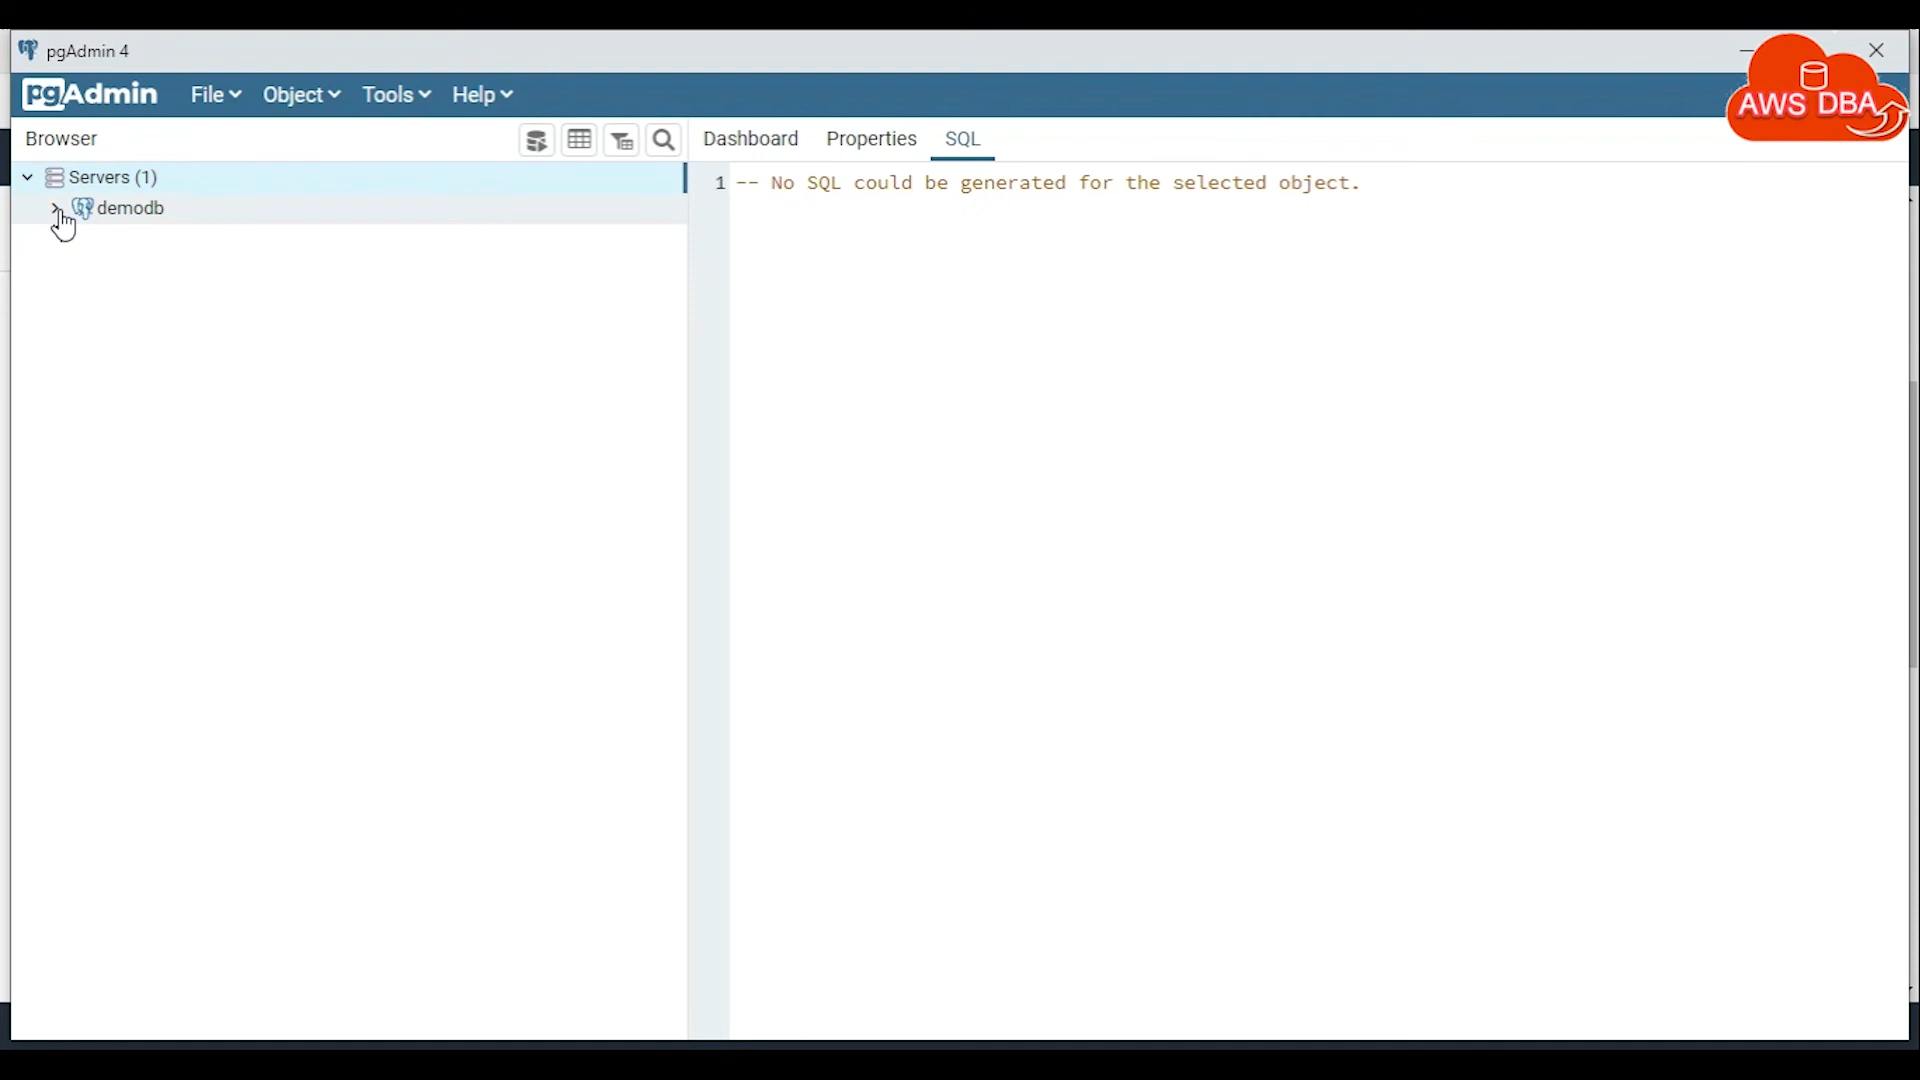 pgAdmin 4
pgAdmin File Object Tools Help
AWS DBA
Browser
Dashboard Properties SQL
Servers (1)
demodb
1 -- No SQL could be generated for the selected object.